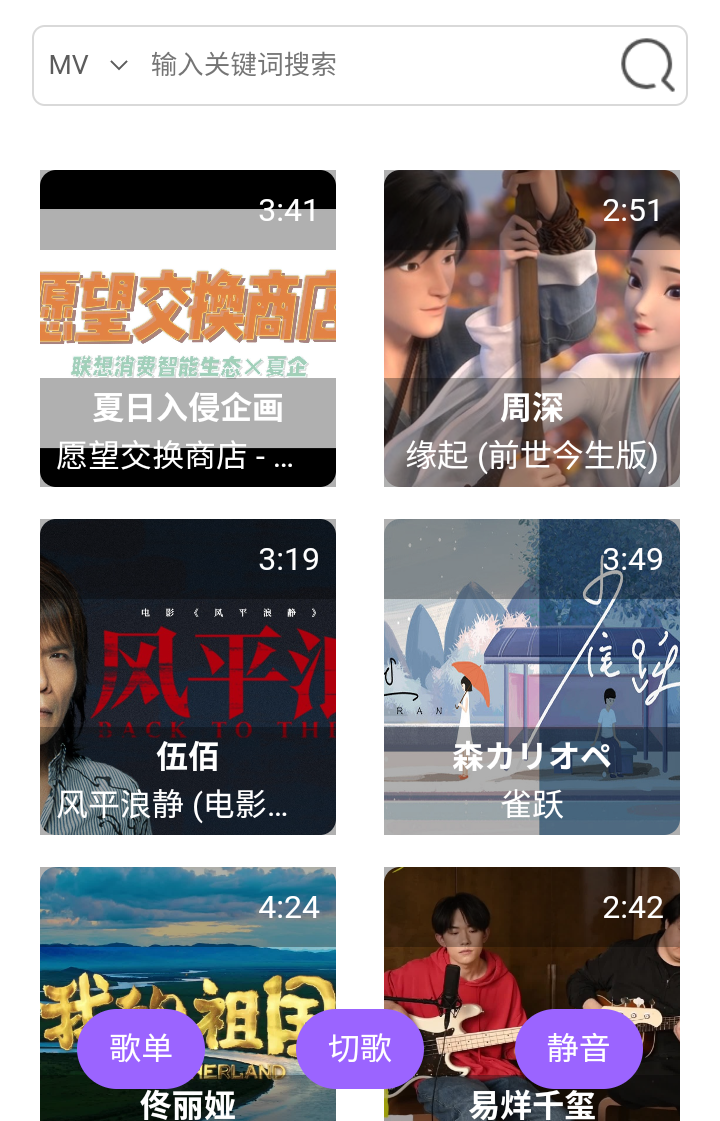 MV 输入关键词搜索
3:41
愿望交换商店
联想消费智能生态×夏企
夏日入侵企画
愿望交换商店 - ...
2:51
周深
缘起 (前世今生版)
3:19
电影《风平浪静》
风平浪
BACK TO THE
伍佰
风平浪静 (电影...
3:49
雀跃
RAN
森カリオペ
雀跃
4:24
我的祖国
HERLAND
佟丽娅
2:42
易烊千玺
歌单 切歌 静音